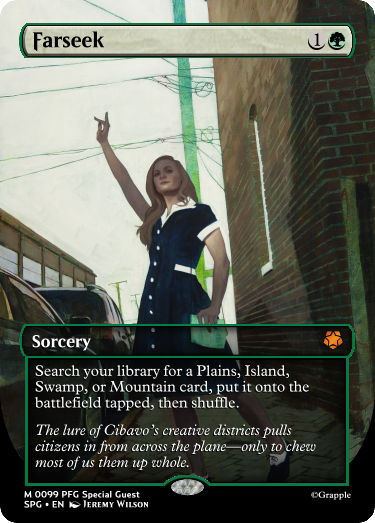 Farseek 1
Sorcery
Search your library for a Plains, Island,
Swamp, or Mountain card, put it onto the
battlefield tapped, then shuffle.
The lure of Cibavo's creative districts pulls
citizens in from across the plane—only to chew
most of us them up whole.
M 0099 PFG Special Guest
SPG • EN Jeremy Wilson
©Grapple